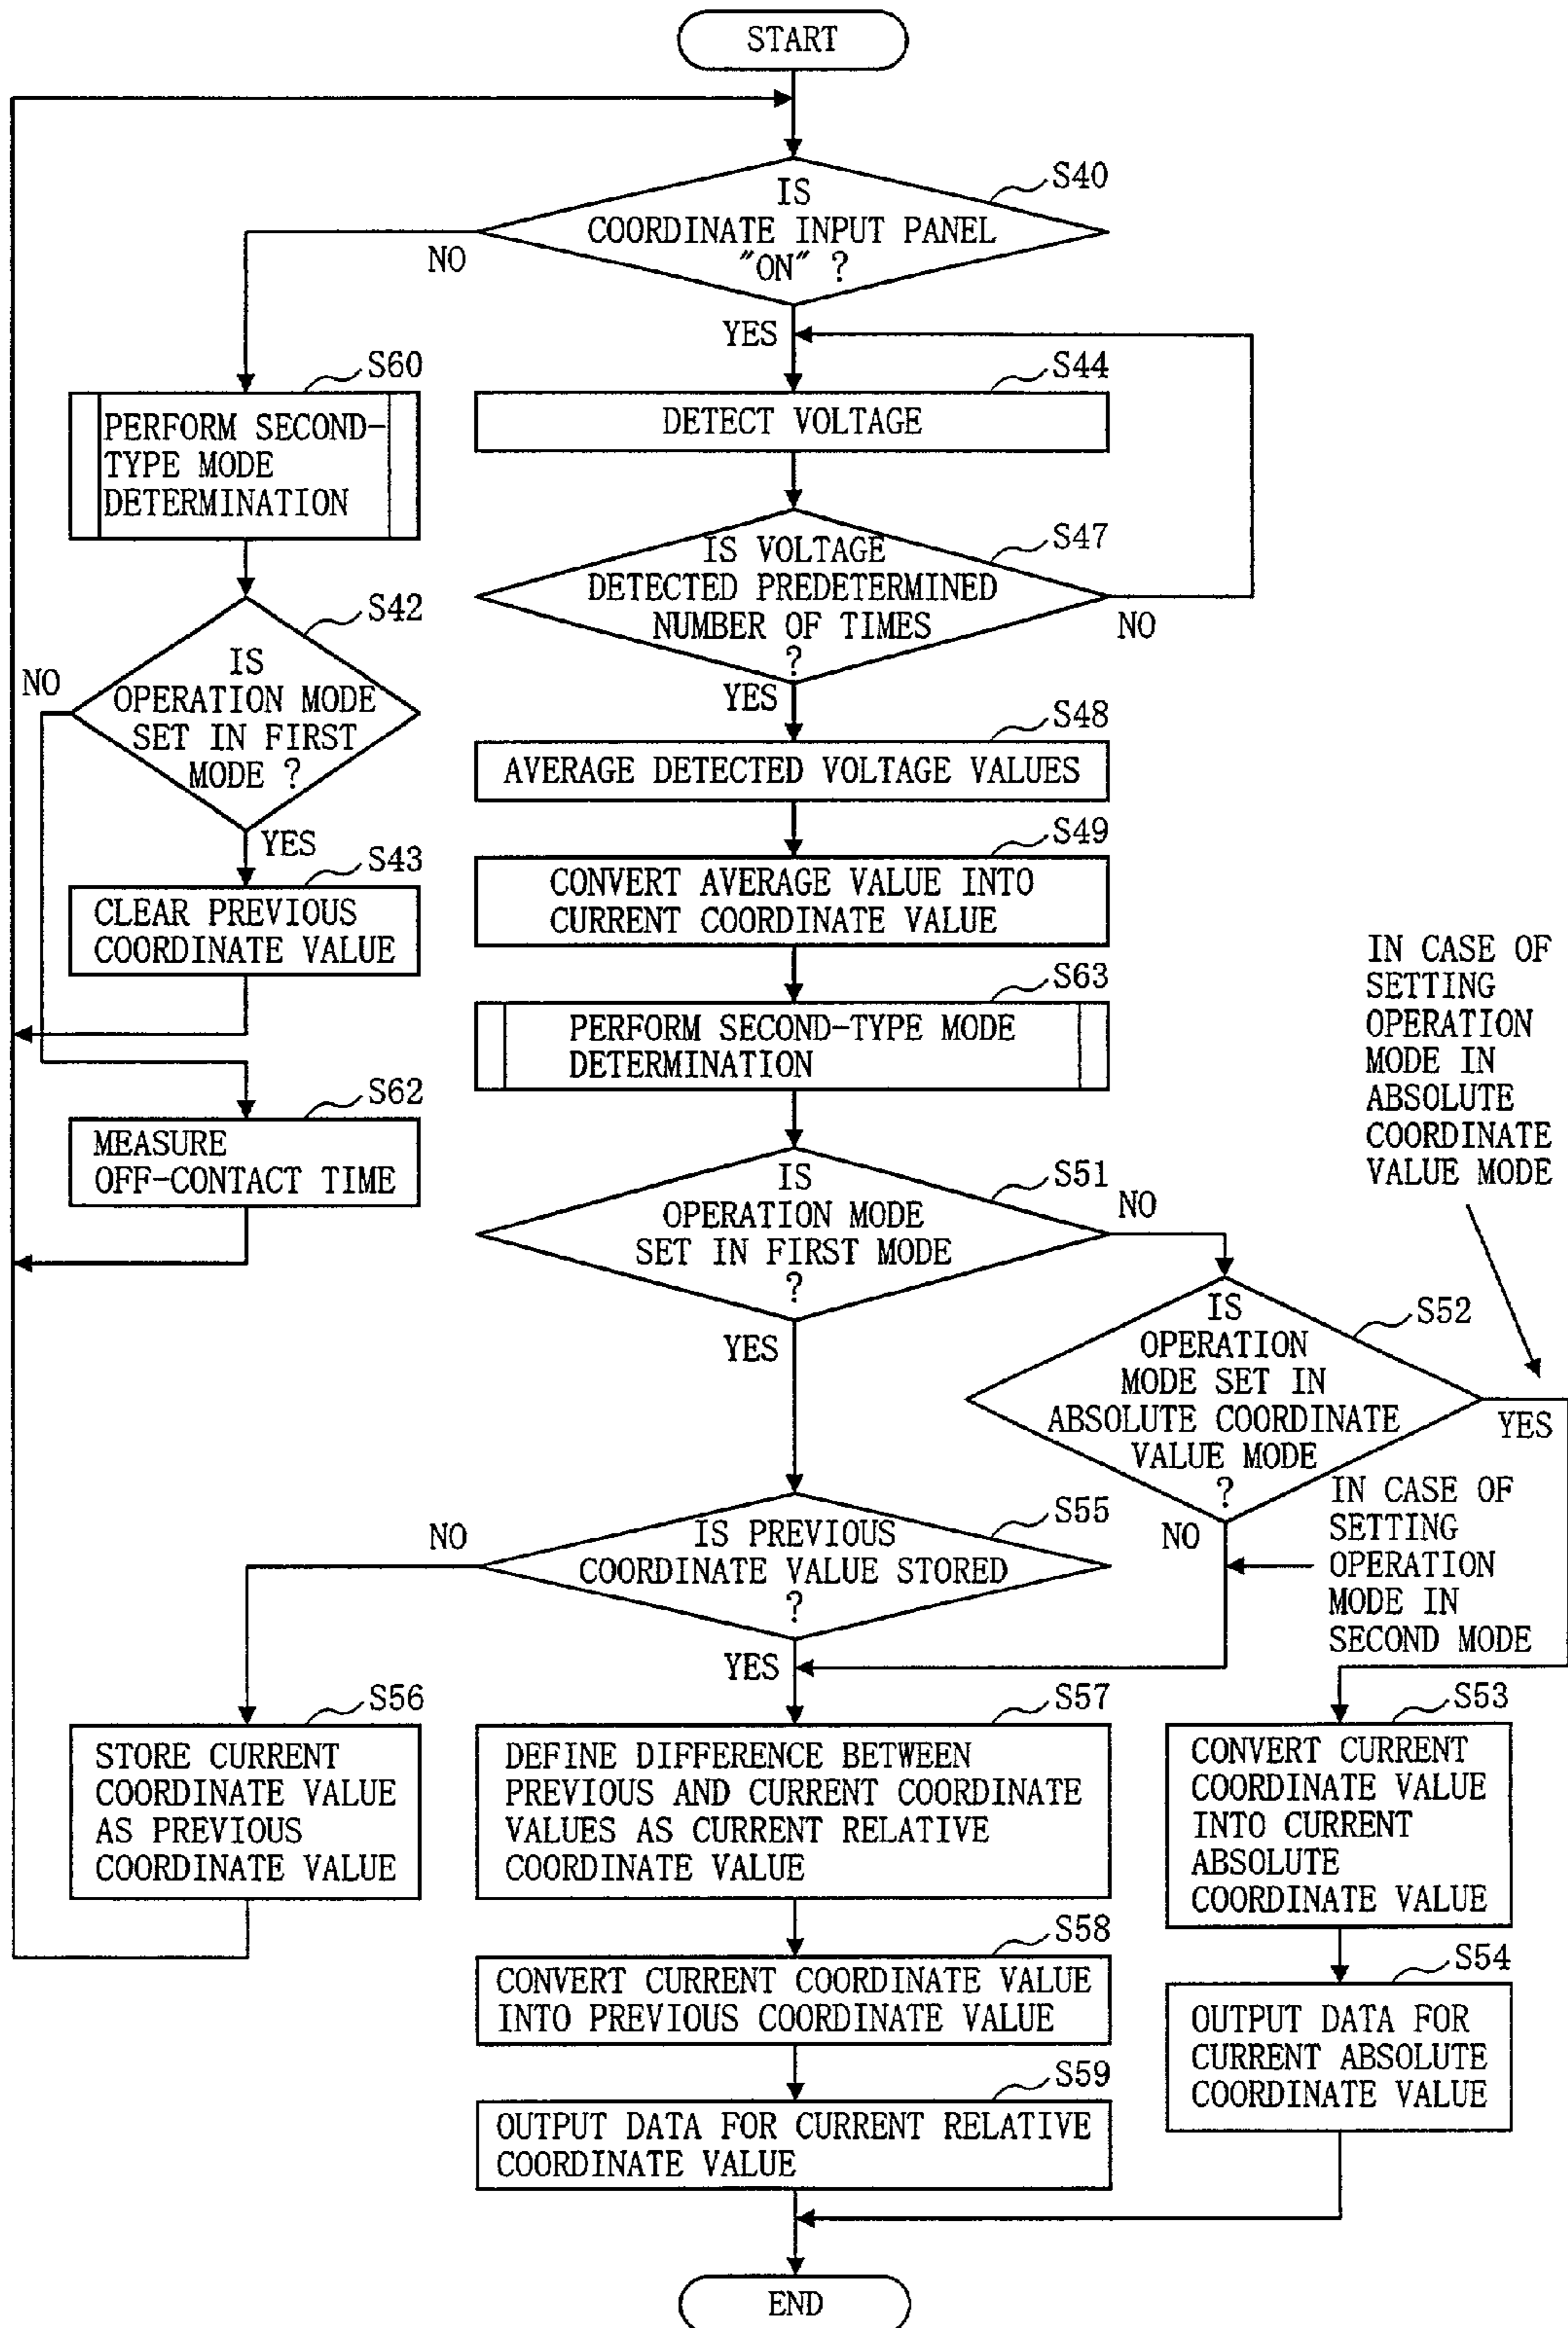 START
S40
IS
COORDINATE INPUT PANEL
"ON" ?
NO
YES
S60
PERFORM SECOND-
TYPE MODE
DETERMINATION
S44
DETECT VOLTAGE
S47
IS VOLTAGE
DETECTED PREDETERMINED
NUMBER OF TIMES
?
NO
YES
S42
IS
OPERATION MODE
SET IN FIRST
MODE ?
NO
YES
S48
AVERAGE DETECTED VOLTAGE VALUES
S43
CLEAR PREVIOUS
COORDINATE VALUE
S49
CONVERT AVERAGE VALUE INTO
CURRENT COORDINATE VALUE
S63
PERFORM SECOND-TYPE MODE
DETERMINATION
IN CASE OF
SETTING
OPERATION
MODE IN
ABSOLUTE
COORDINATE
VALUE MODE
S62
MEASURE
OFF-CONTACT TIME
S51
IS
OPERATION MODE
SET IN FIRST MODE
?
NO
YES
S52
IS
OPERATION
MODE SET IN
ABSOLUTE COORDINATE
VALUE MODE
?
YES
NO
IN CASE OF
SETTING
OPERATION
MODE IN
SECOND MODE
S55
IS PREVIOUS
COORDINATE VALUE STORED
?
NO
YES
S56
STORE CURRENT
COORDINATE VALUE
AS PREVIOUS
COORDINATE VALUE
S57
DEFINE DIFFERENCE BETWEEN
PREVIOUS AND CURRENT COORDINATE
VALUES AS CURRENT RELATIVE
COORDINATE VALUE
S53
CONVERT CURRENT
COORDINATE VALUE
INTO CURRENT
ABSOLUTE
COORDINATE VALUE
S58
CONVERT CURRENT COORDINATE VALUE
INTO PREVIOUS COORDINATE VALUE
S54
OUTPUT DATA FOR
CURRENT ABSOLUTE
COORDINATE VALUE
S59
OUTPUT DATA FOR CURRENT RELATIVE
COORDINATE VALUE
END